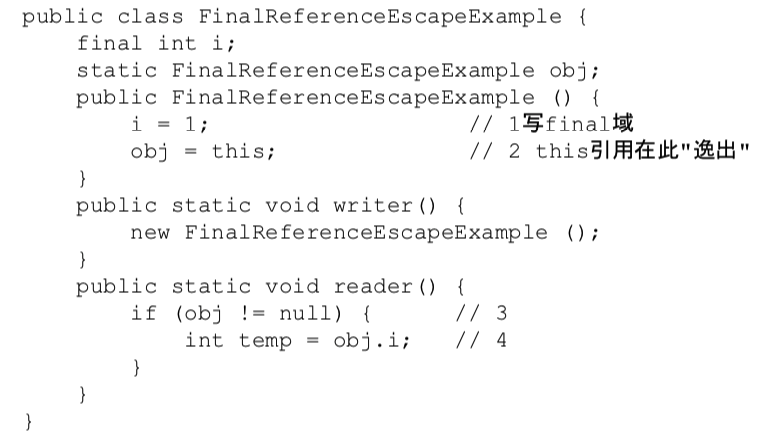 public class FinalReferenceEscapeExample {
    final int i;
    static FinalReferenceEscapeExample obj;
    public FinalReferenceEscapeExample () {
        i = 1;                   // 1写final域
        obj = this;              // 2 this引用在此"逸出"
    }
    public static void writer() {
        new FinalReferenceEscapeExample ();
    }
    public static void reader() {
        if (obj != null) {      // 3
            int temp = obj.i;   // 4
        }
    }
}